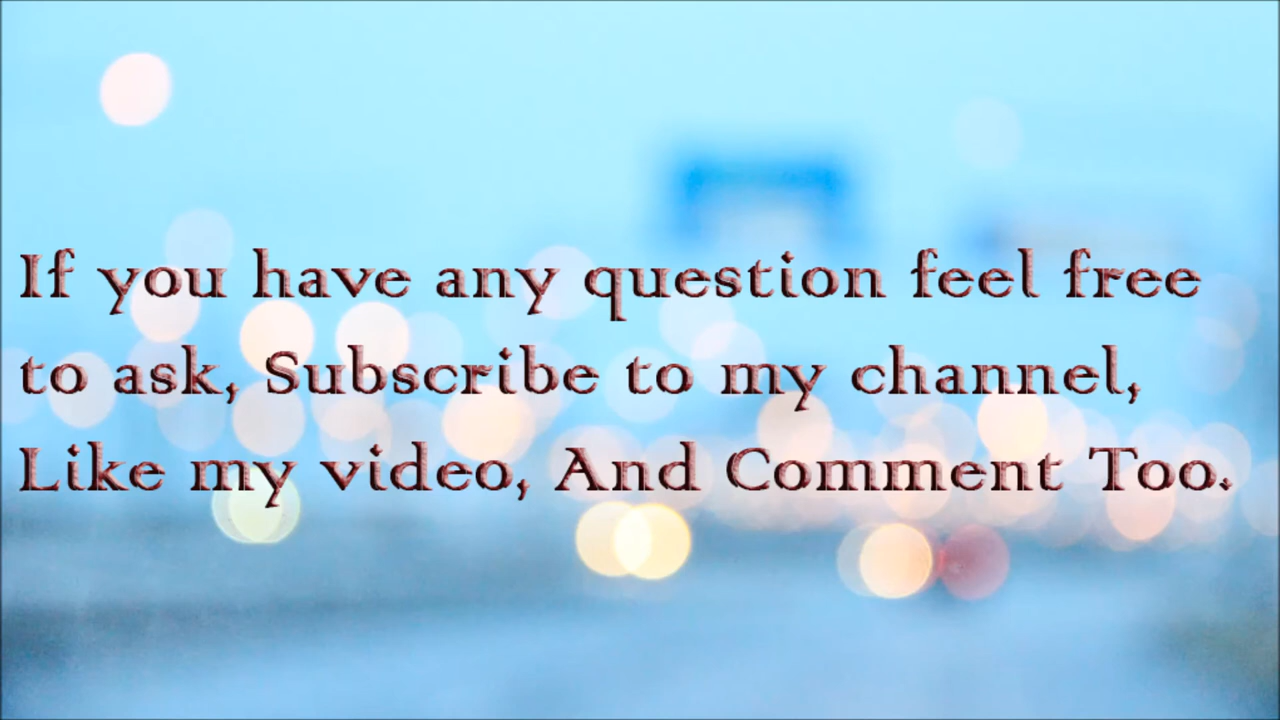 If you have any question feel free
to ask, Subscribe to my channel,
Like my video, And Comment Too.